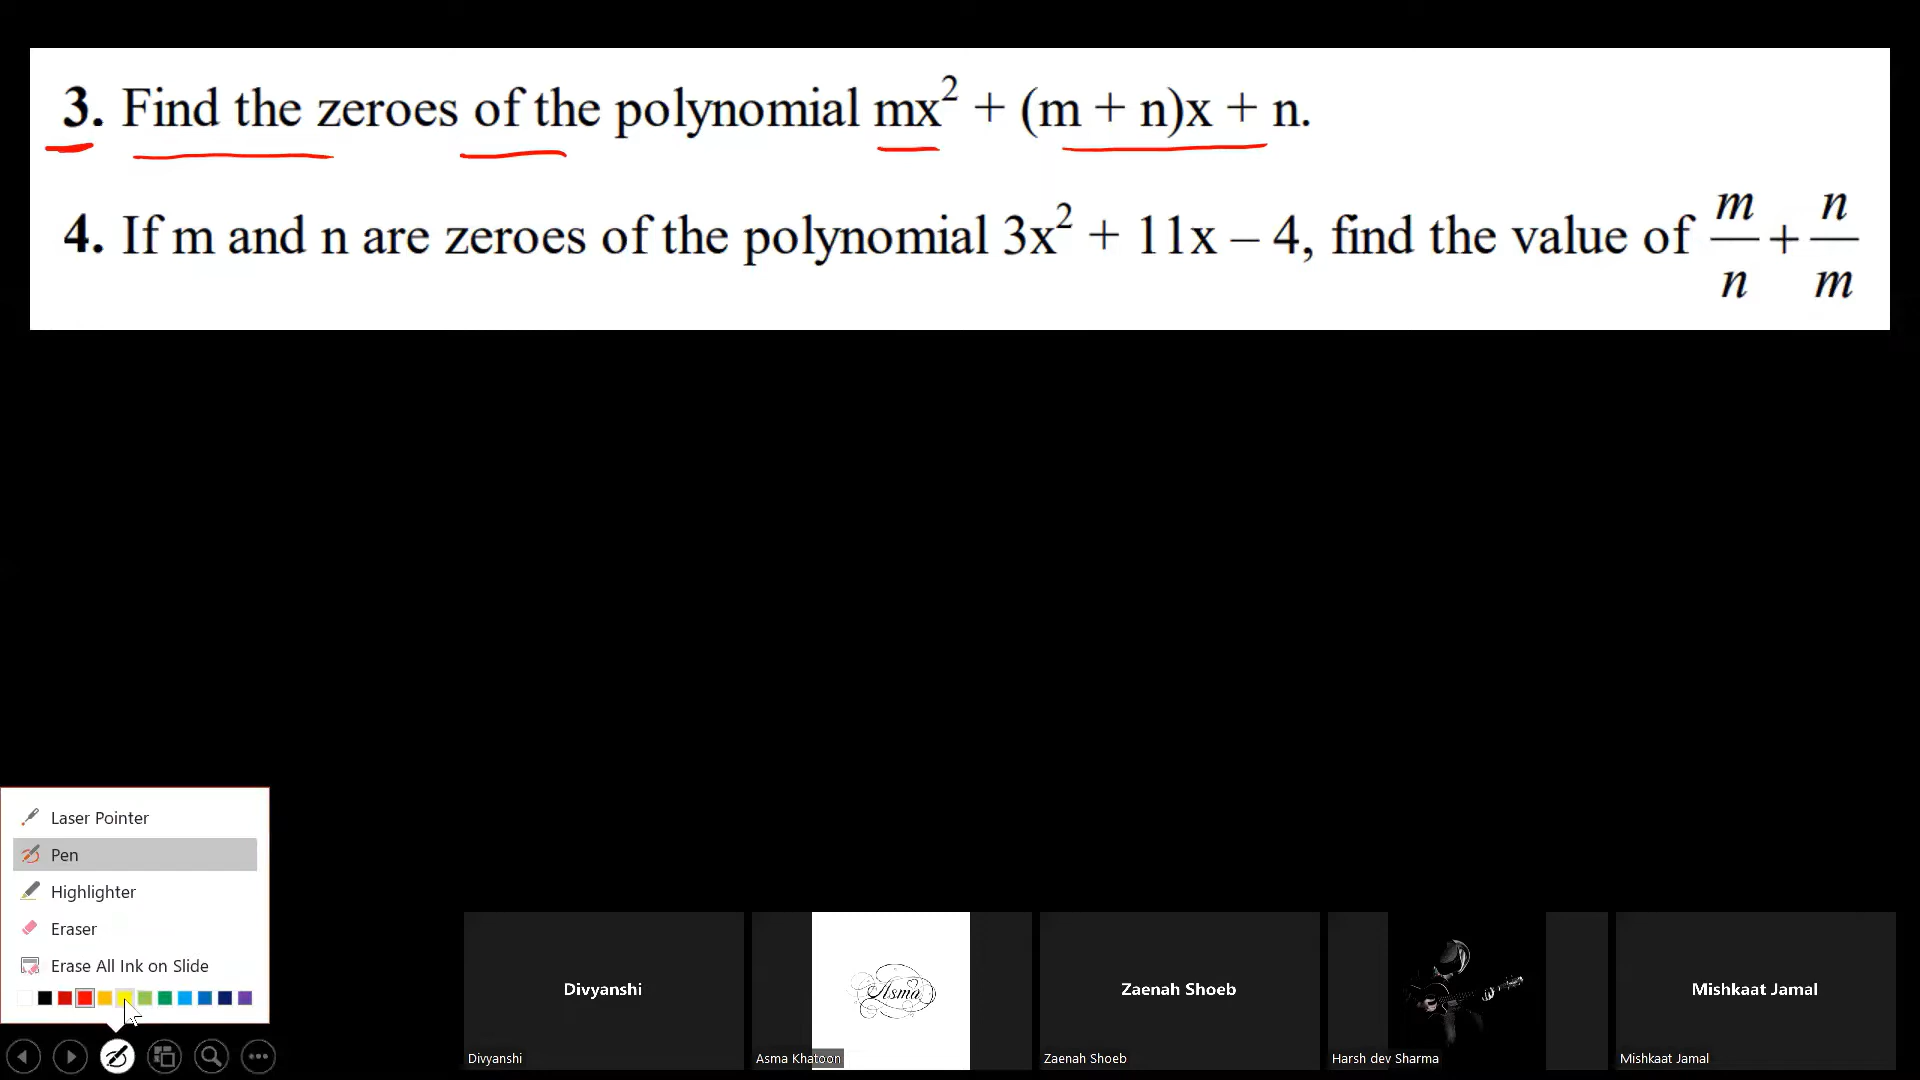 3. Find the zeroes of the polynomial mx² + (m + n)x + n.
4. If m and n are zeroes of the polynomial 3x² + 11x – 4, find the value of m/n + n/m
Laser Pointer
Pen
Highlighter
Eraser
Erase All Ink on Slide
Divyanshi
Asma
Zaenah Shoeb
Mishkaat Jamal
Divyanshi
Asma Khatoon
Zaenah Shoeb
Harsh dev Sharma
Mishkaat Jamal